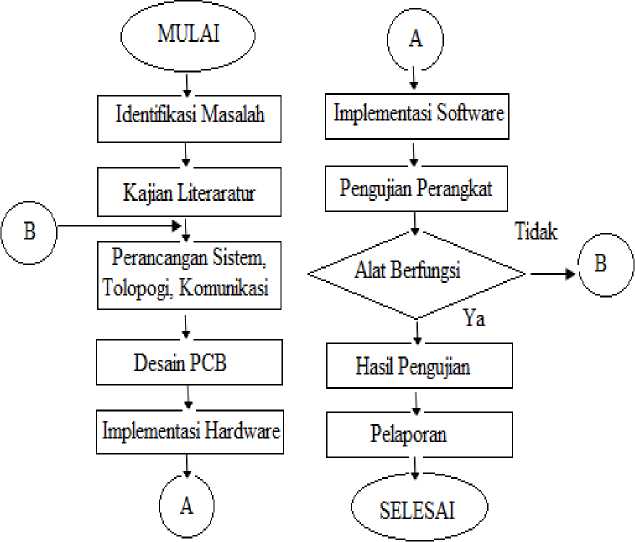 MULAI
Identifikasi Masalah
Kajian Literaratur
B
Perancangan Sistem,
Tolopogi, Komunikasi
Desain PCB
Implementasi Hardware
A
A
Implementasi Software
Pengujian Perangkat
Alat Berfungsi
Tidak
B
Ya
Hasil Pengujian
Pelaporan
SELESAI